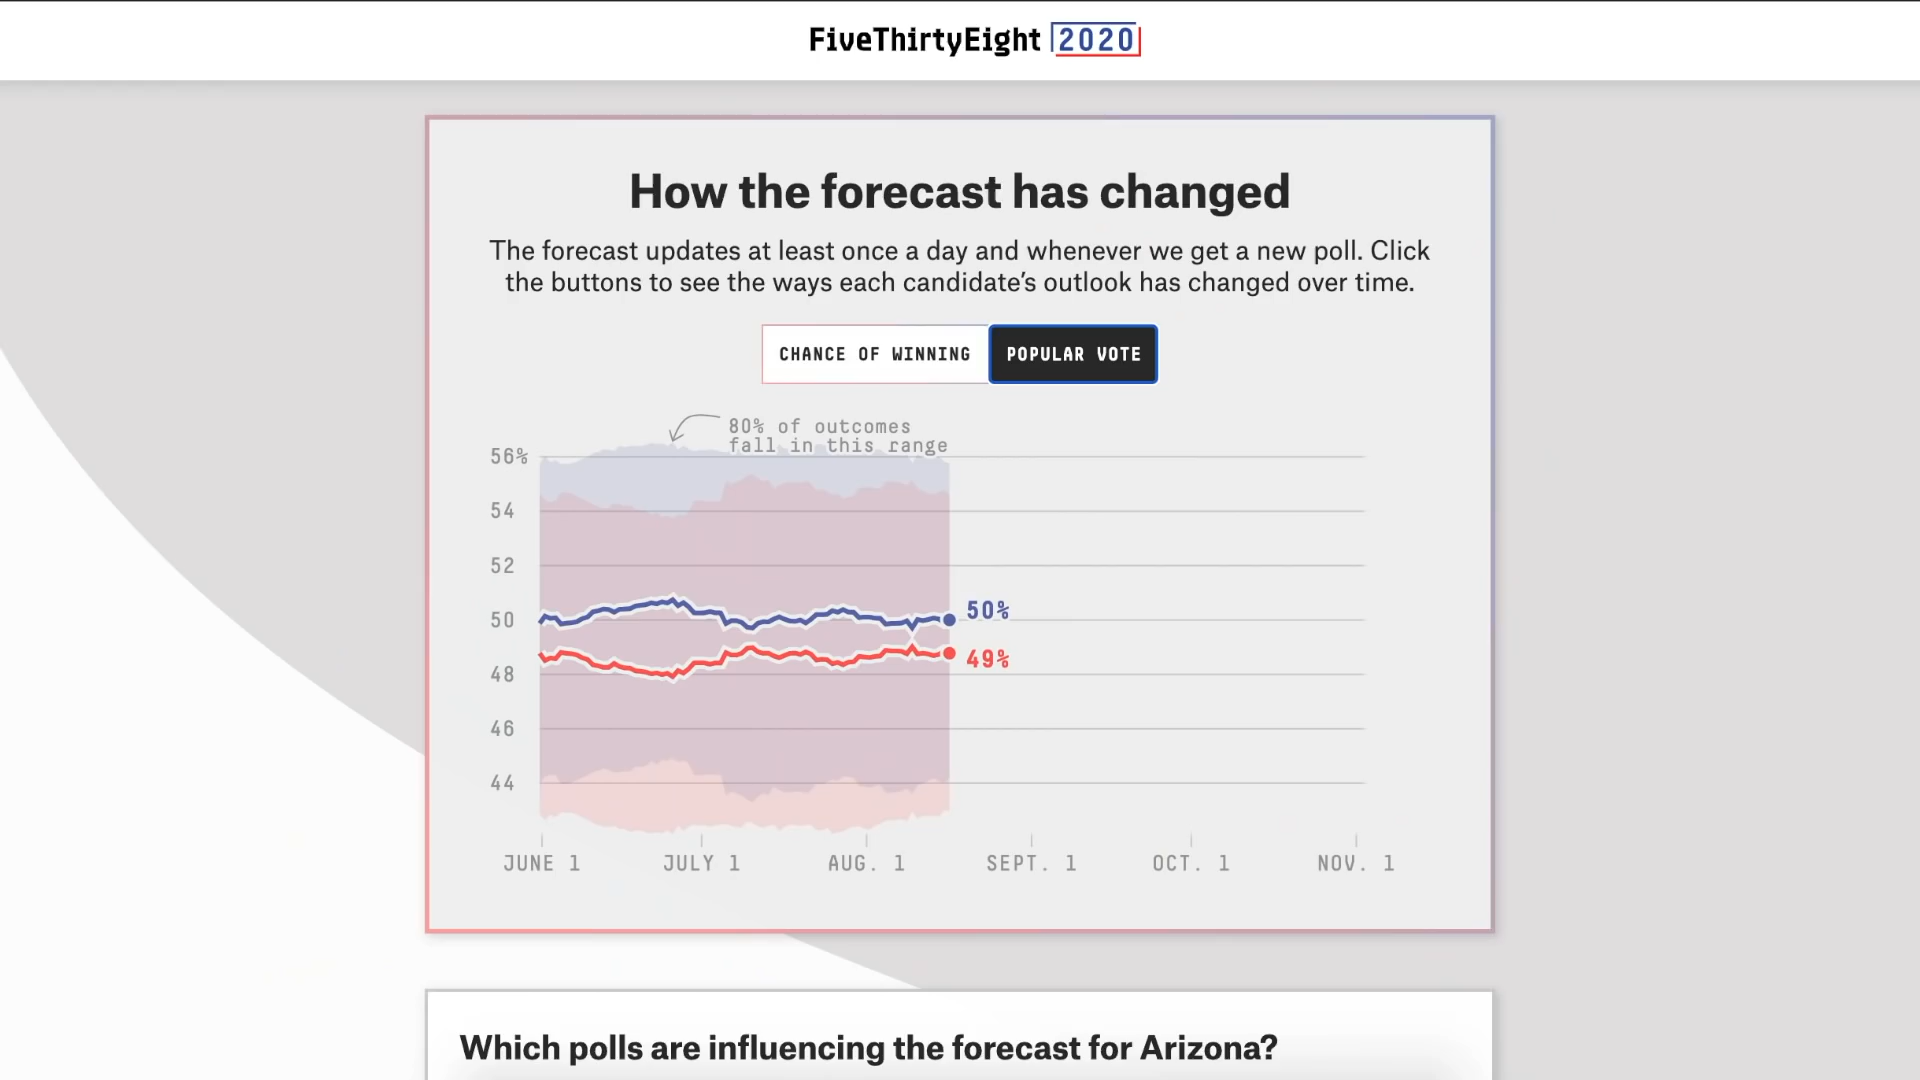 FiveThirtyEight 2020
How the forecast has changed
The forecast updates at least once a day and whenever we get a new poll. Click
the buttons to see the ways each candidate’s outlook has changed over time.
CHANCE OF WINNING POPULAR VOTE
80% of outcomes
fall in this range
56%
54
52
50
48
46
44
50%
49%
JUNE 1 JULY 1 AUG. 1 SEPT. 1 OCT. 1 NOV. 1
Which polls are influencing the forecast for Arizona?